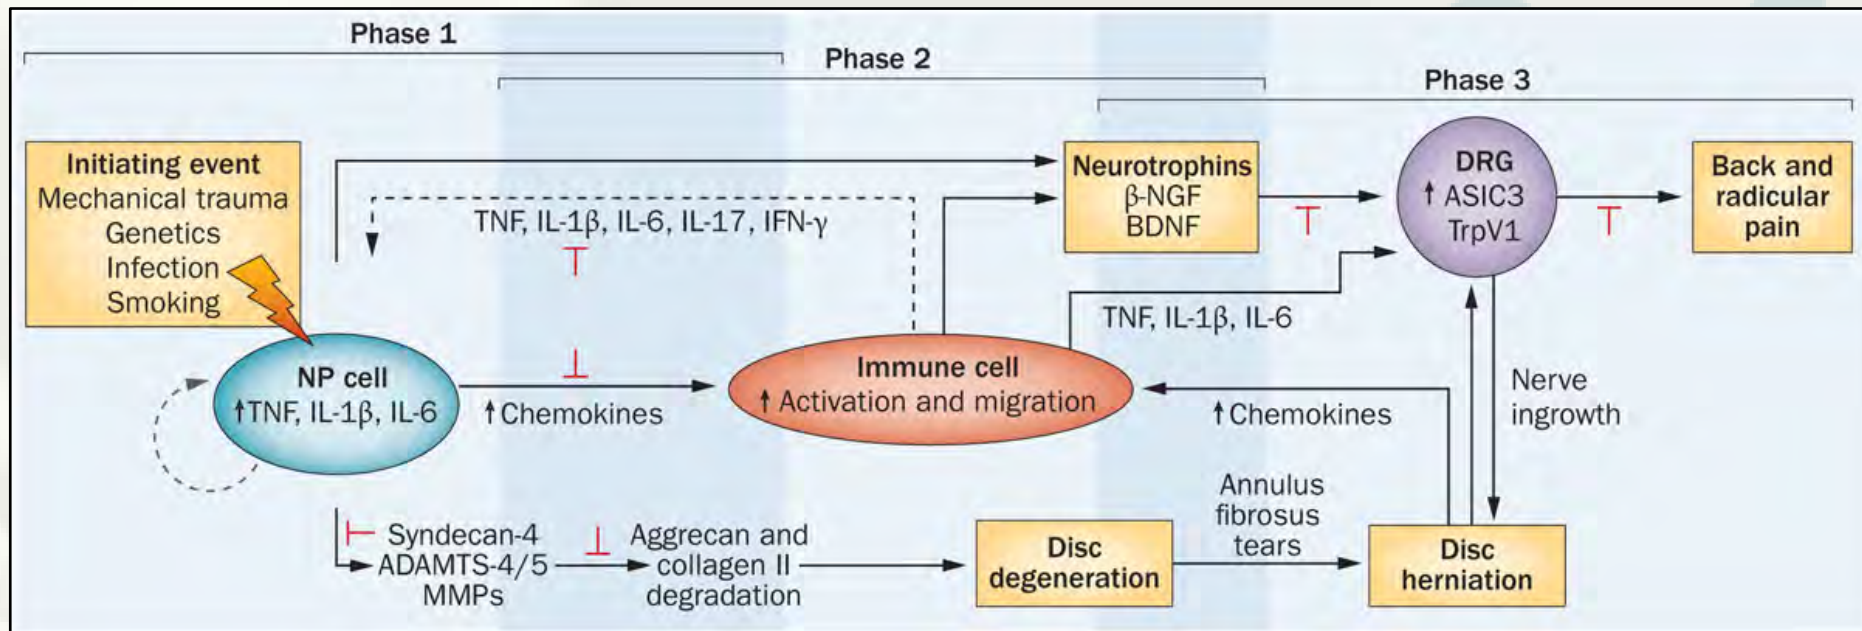 Phase 1
Phase 2
Phase 3
Initiating event
Mechanical trauma
Genetics
Infection
Smoking
Neurotrophins
β-NGF
BDNF
DRG
↑ ASIC3
TrpV1
Back and
radicular
pain
TNF, IL-1β, IL-6, IL-17, IFN-γ
TNF, IL-1β, IL-6
NP cell
↑TNF, IL-1β, IL-6
↑Chemokines
Immune cell
↑ Activation and migration
↑Chemokines
Nerve
ingrowth
Syndecan-4
ADAMTS-4/5
MMPs
Aggrecan and
collagen II
degradation
Disc
degeneration
Annulus
fibrosus
tears
Disc
herniation